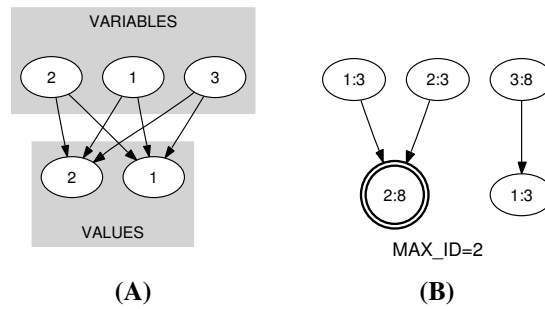 VARIABLES
2 1 3
2 1
VALUES
1:3 2:3 3:8
2:8 1:3
MAX_ID=2
(A) (B)